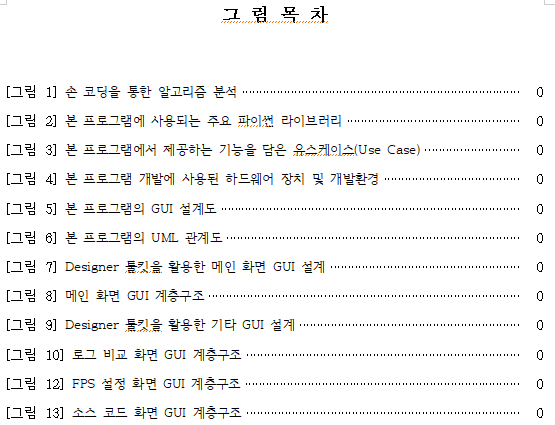 그 림 목 차
[그림 1] 손 코딩을 통한 알고리즘 분석 ········ 0
[그림 2] 본 프로그램에 사용되는 주요 파이썬 라이브러리 ········ 0
[그림 3] 본 프로그램에서 제공하는 기능을 담은 유스케이스(Use Case) ········ 0
[그림 4] 본 프로그램 개발에 사용된 하드웨어 장치 및 개발환경 ········ 0
[그림 5] 본 프로그램의 GUI 설계도 ········ 0
[그림 6] 본 프로그램의 UML 관계도 ········ 0
[그림 7] Designer 툴킷을 활용한 메인 화면 GUI 설계 ········ 0
[그림 8] 메인 화면 GUI 계층구조 ········ 0
[그림 9] Designer 툴킷을 활용한 기타 GUI 설계 ········ 0
[그림 10] 로그 비교 화면 GUI 계층구조 ········ 0
[그림 12] FPS 설정 화면 GUI 계층구조 ········ 0
[그림 13] 소스 코드 화면 GUI 계층구조 ········ 0